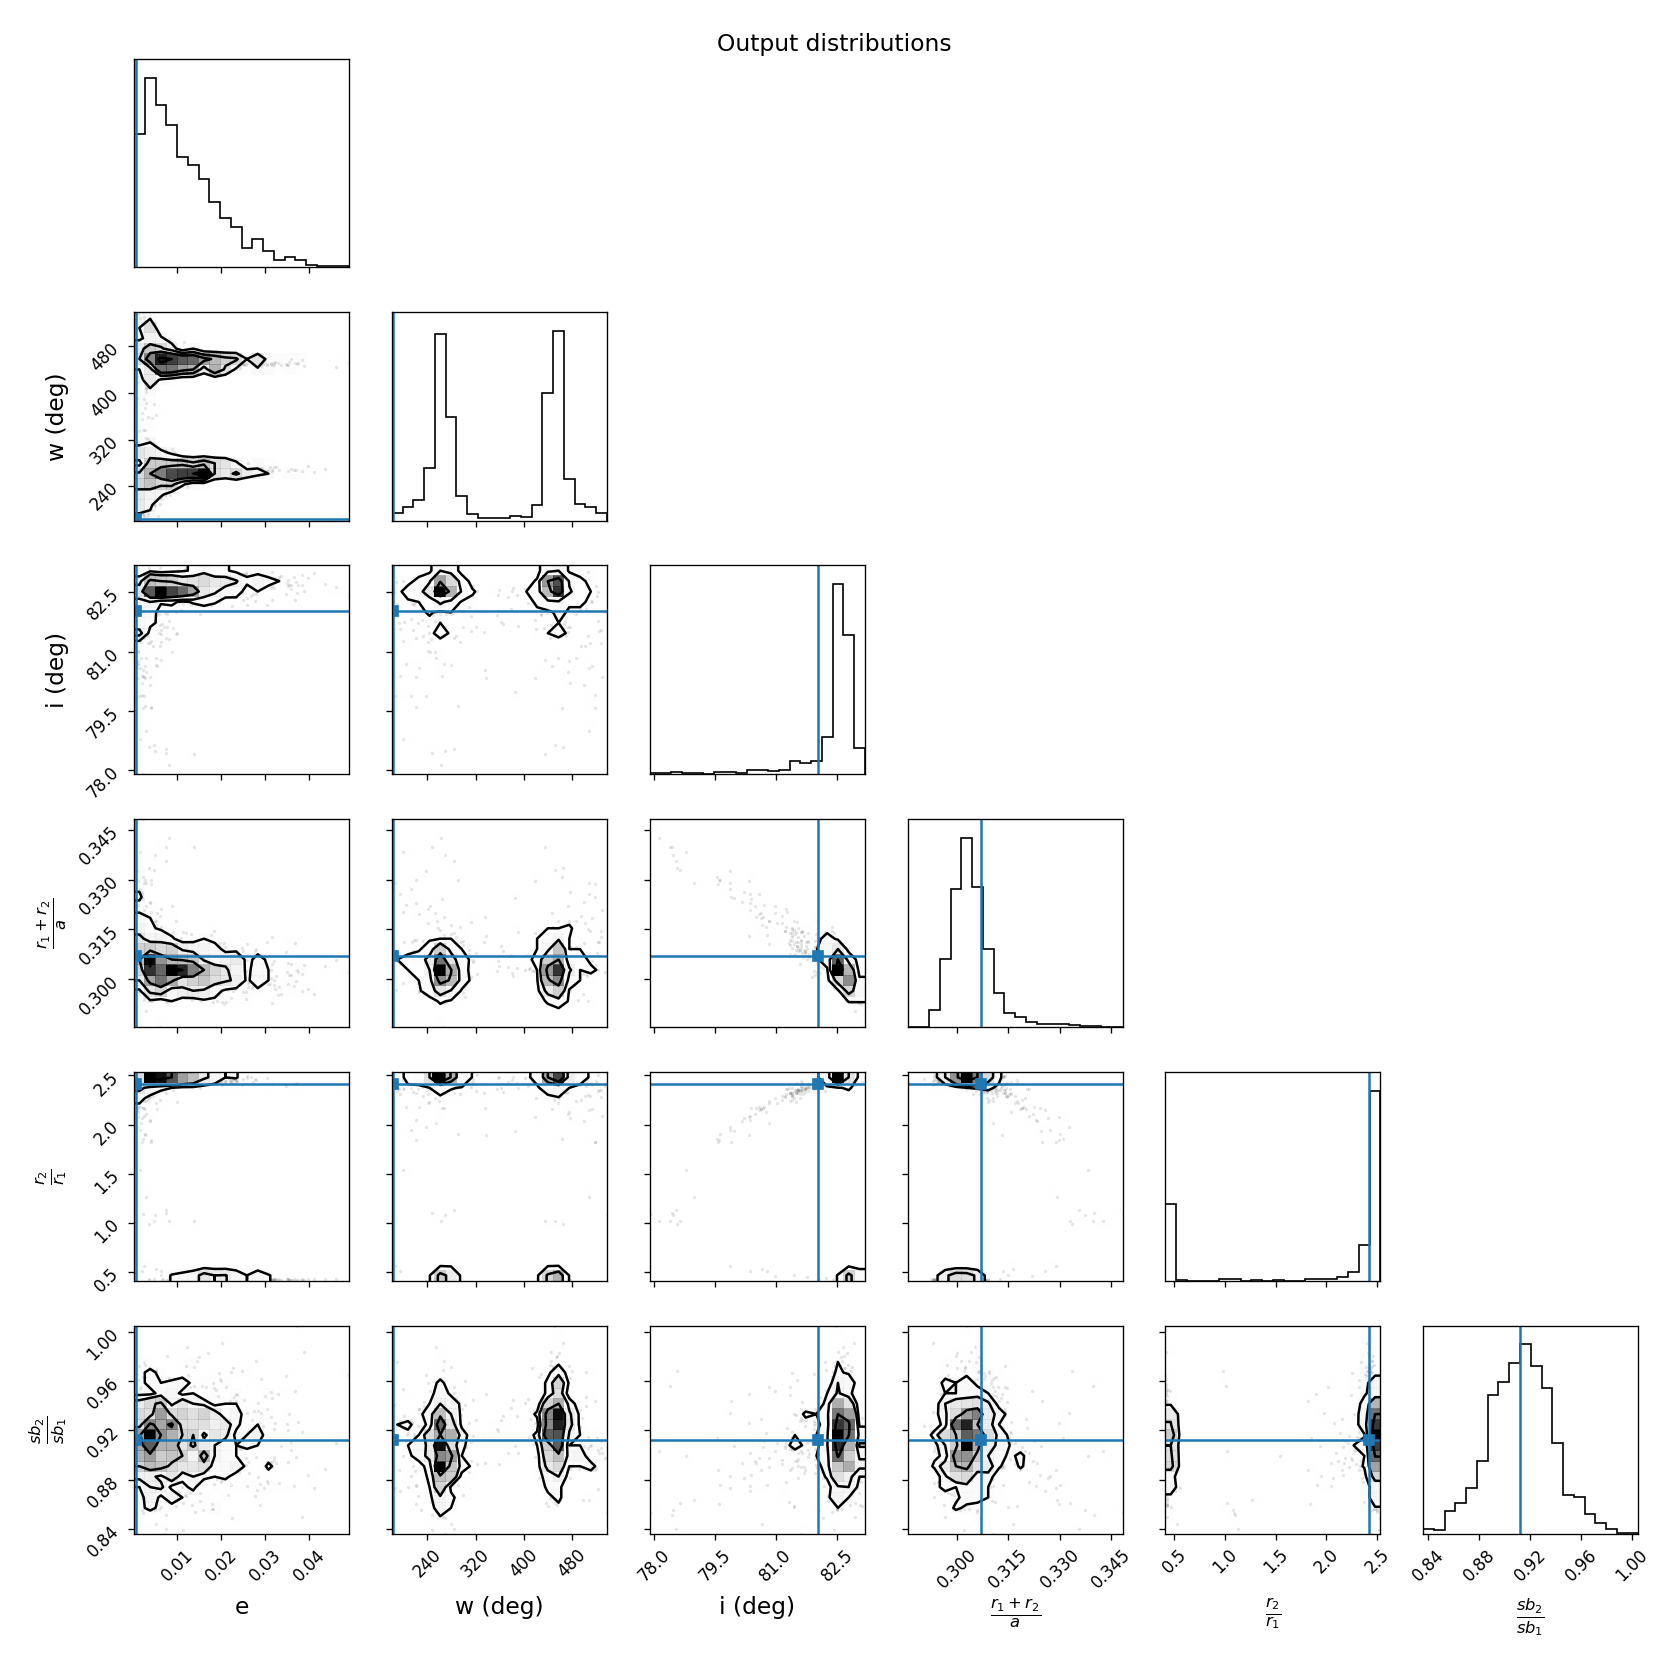 Output distributions
w (deg)
480
400
320
240
i (deg)
82.5
81.0
79.5
78.0
r₁ + r₂
a
0.345
0.330
0.315
0.300
r₂
r₁
2.5
2.0
1.5
1.0
0.5
sb₂
sb₁
1.00
0.96
0.92
0.88
0.84
0.01 0.02 0.03 0.04
240 320 400 480
78.0 79.5 81.0 82.5
0.300 0.315 0.330 0.345
0.5 1.0 1.5 2.0 2.5
0.84 0.88 0.92 0.96 1.00
e
w (deg)
i (deg)
r₁ + r₂
a
r₂
r₁
sb₂
sb₁